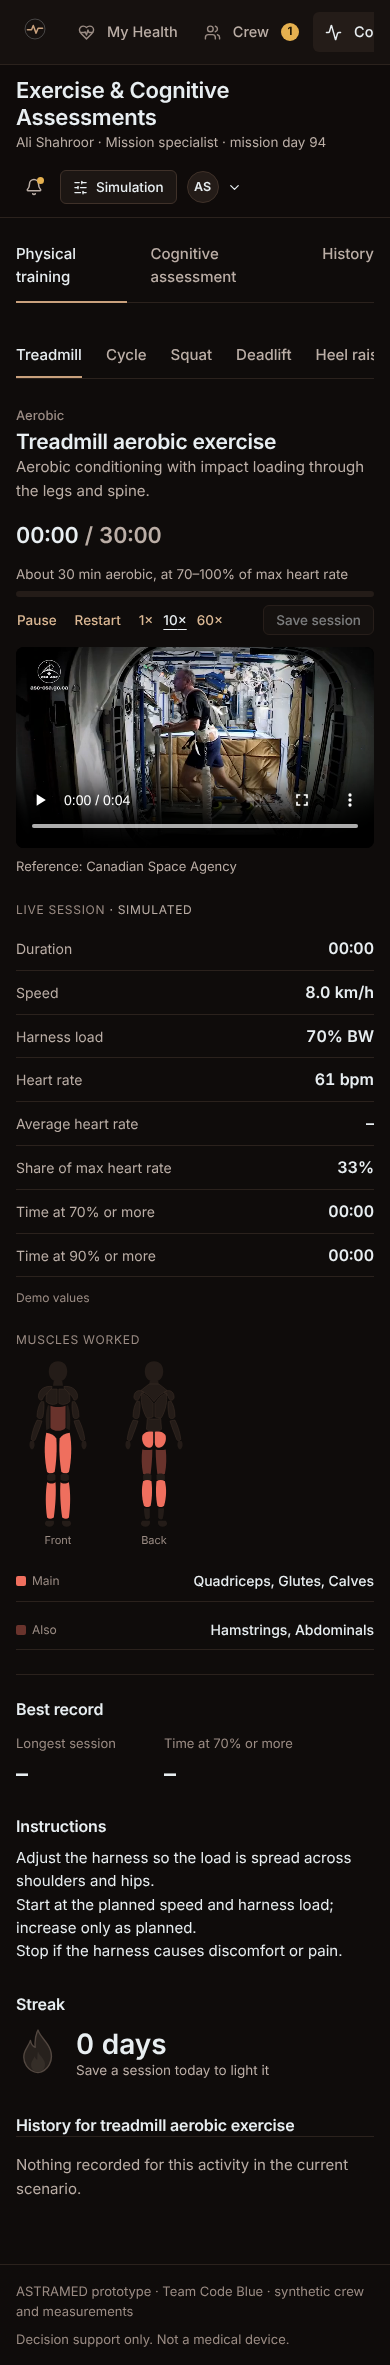 My Health
Crew
1
Co
Exercise & Cognitive
Assessments
Ali Shahroor · Mission specialist · mission day 94
Simulation
AS
Physical
training
Cognitive
assessment
History
Treadmill
Cycle
Squat
Deadlift
Heel rais
Aerobic
Treadmill aerobic exercise
Aerobic conditioning with impact loading through
the legs and spine.
00:00 / 30:00
About 30 min aerobic, at 70–100% of max heart rate
Pause
Restart
1×
10×
60×
Save session
0:00 / 0:04
Reference: Canadian Space Agency
LIVE SESSION · SIMULATED
Duration
00:00
Speed
8.0 km/h
Harness load
70% BW
Heart rate
61 bpm
Average heart rate
–
Share of max heart rate
33%
Time at 70% or more
00:00
Time at 90% or more
00:00
Demo values
MUSCLES WORKED
Front
Back
Main
Quadriceps, Glutes, Calves
Also
Hamstrings, Abdominals
Best record
Longest session
Time at 70% or more
–
–
Instructions
Adjust the harness so the load is spread across
shoulders and hips.
Start at the planned speed and harness load;
increase only as planned.
Stop if the harness causes discomfort or pain.
Streak
0 days
Save a session today to light it
History for treadmill aerobic exercise
Nothing recorded for this activity in the current
scenario.
ASTRAMED prototype · Team Code Blue · synthetic crew
and measurements
Decision support only. Not a medical device.